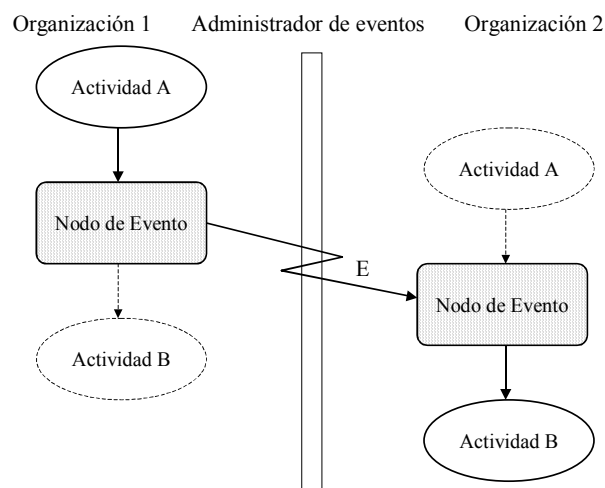 Organización 1
Administrador de eventos
Organización 2
Actividad A
Actividad A
Nodo de Evento
E
Nodo de Evento
Actividad B
Actividad B